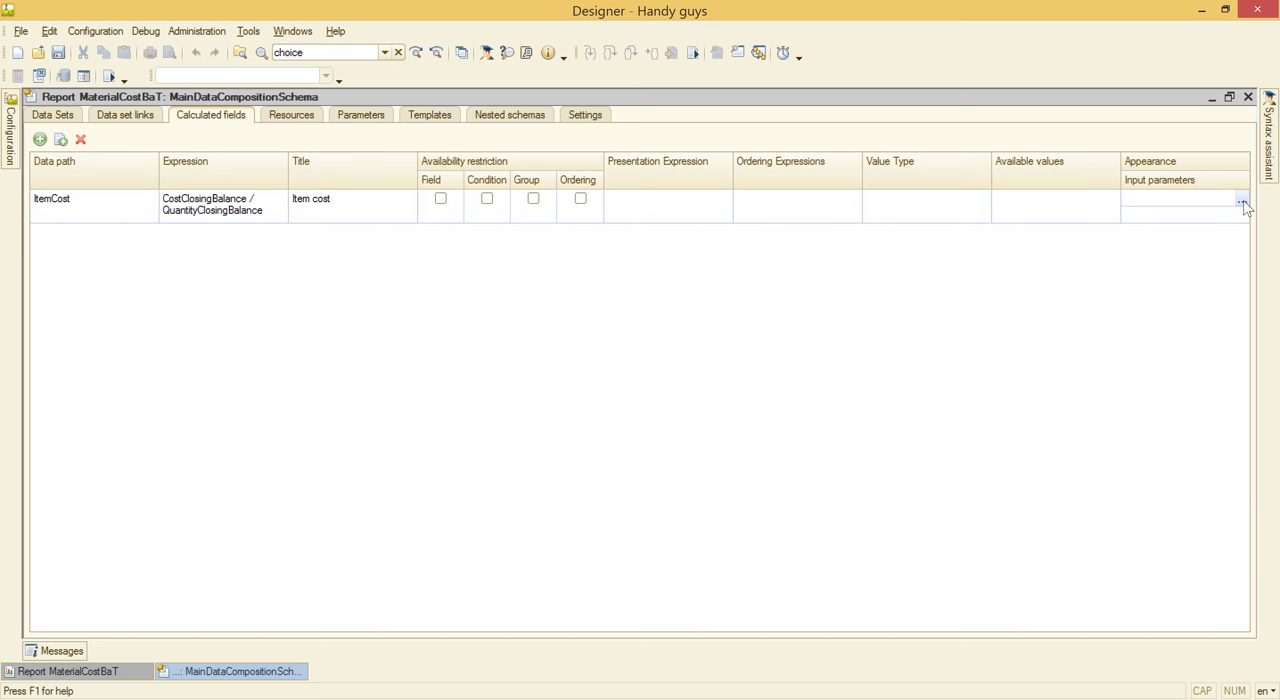 Designer - Handy guys
File Edit Configuration Debug Administration Tools Windows Help
choice
Report MaterialCostBaT: MainDataCompositionSchema
Data Sets Data set links Calculated fields Resources Parameters Templates Nested schemas Settings
Data path Expression Title Availability restriction Presentation Expression Ordering Expressions Value Type Available values Appearance
Field Condition Group Ordering Input parameters
ItemCost CostClosingBalance / Item cost ...
QuantityClosingBalance
Configuration
Syntax assistant
Messages
Report MaterialCostBaT ...: MainDataCompositionSch...
Press F1 for help CAP NUM en